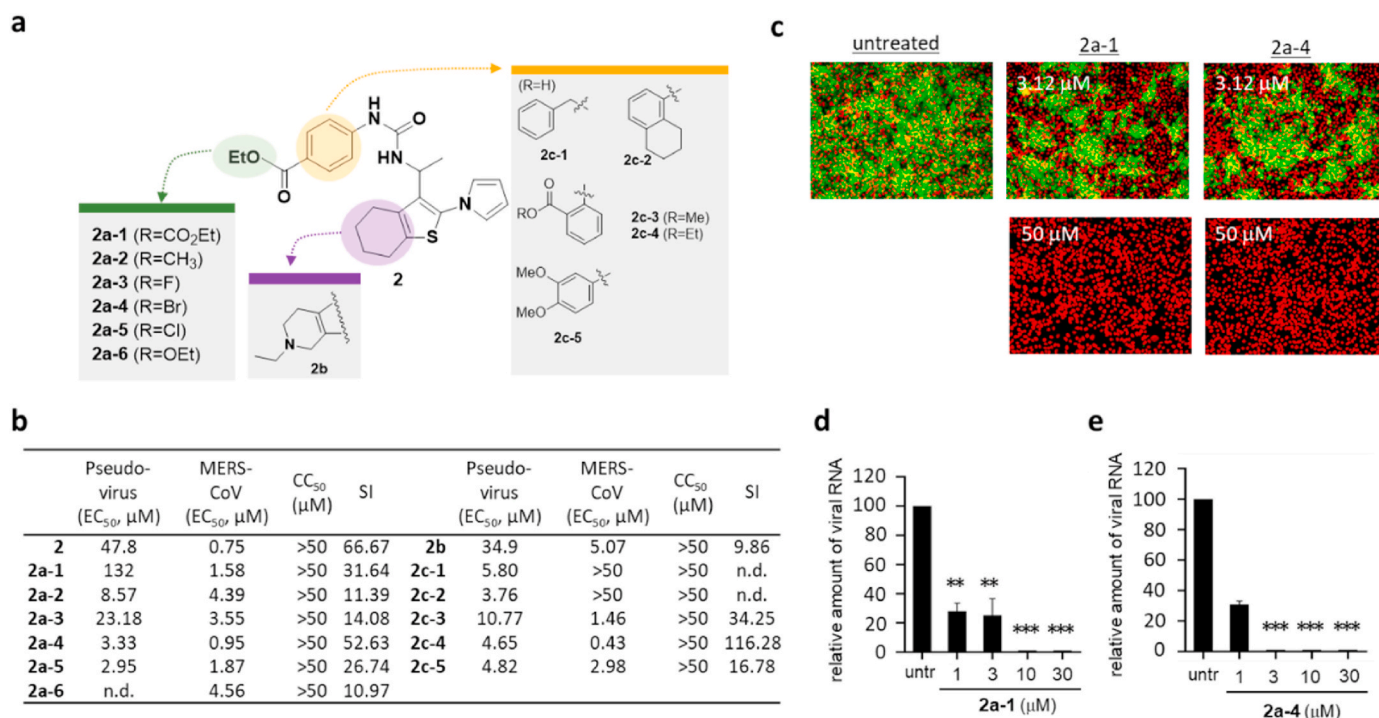 a
EtO
O
H
N
O
HN
N
S
2
2a-1 (R=CO₂Et)
2a-2 (R=CH₃)
2a-3 (R=F)
2a-4 (R=Br)
2a-5 (R=Cl)
2a-6 (R=OEt)
N
2b
(R=H)
2c-1
2c-2
O
RO
2c-3 (R=Me)
2c-4 (R=Et)
MeO
MeO
2c-5
c
untreated 2a-1 2a-4
3.12 μM 3.12 μM
50 μM 50 μM
b
Pseudo-virus (EC₅₀, μM) MERS-CoV (EC₅₀, μM) CC₅₀ (μM) SI Pseudo-virus (EC₅₀, μM) MERS-CoV (EC₅₀, μM) CC₅₀ (μM) SI
2 47.8 0.75 >50 66.67 2b 34.9 5.07 >50 9.86
2a-1 132 1.58 >50 31.64 2c-1 5.80 >50 >50 n.d.
2a-2 8.57 4.39 >50 11.39 2c-2 3.76 >50 >50 n.d.
2a-3 23.18 3.55 >50 14.08 2c-3 10.77 1.46 >50 34.25
2a-4 3.33 0.95 >50 52.63 2c-4 4.65 0.43 >50 116.28
2a-5 2.95 1.87 >50 26.74 2c-5 4.82 2.98 >50 16.78
2a-6 n.d. 4.56 >50 10.97
d
relative amount of viral RNA
120
100
80
60
40
20
0
** ** *** ***
untr 1 3 10 30
2a-1 (μM)
e
relative amount of viral RNA
120
100
80
60
40
20
0
*** *** ***
untr 1 3 10 30
2a-4 (μM)